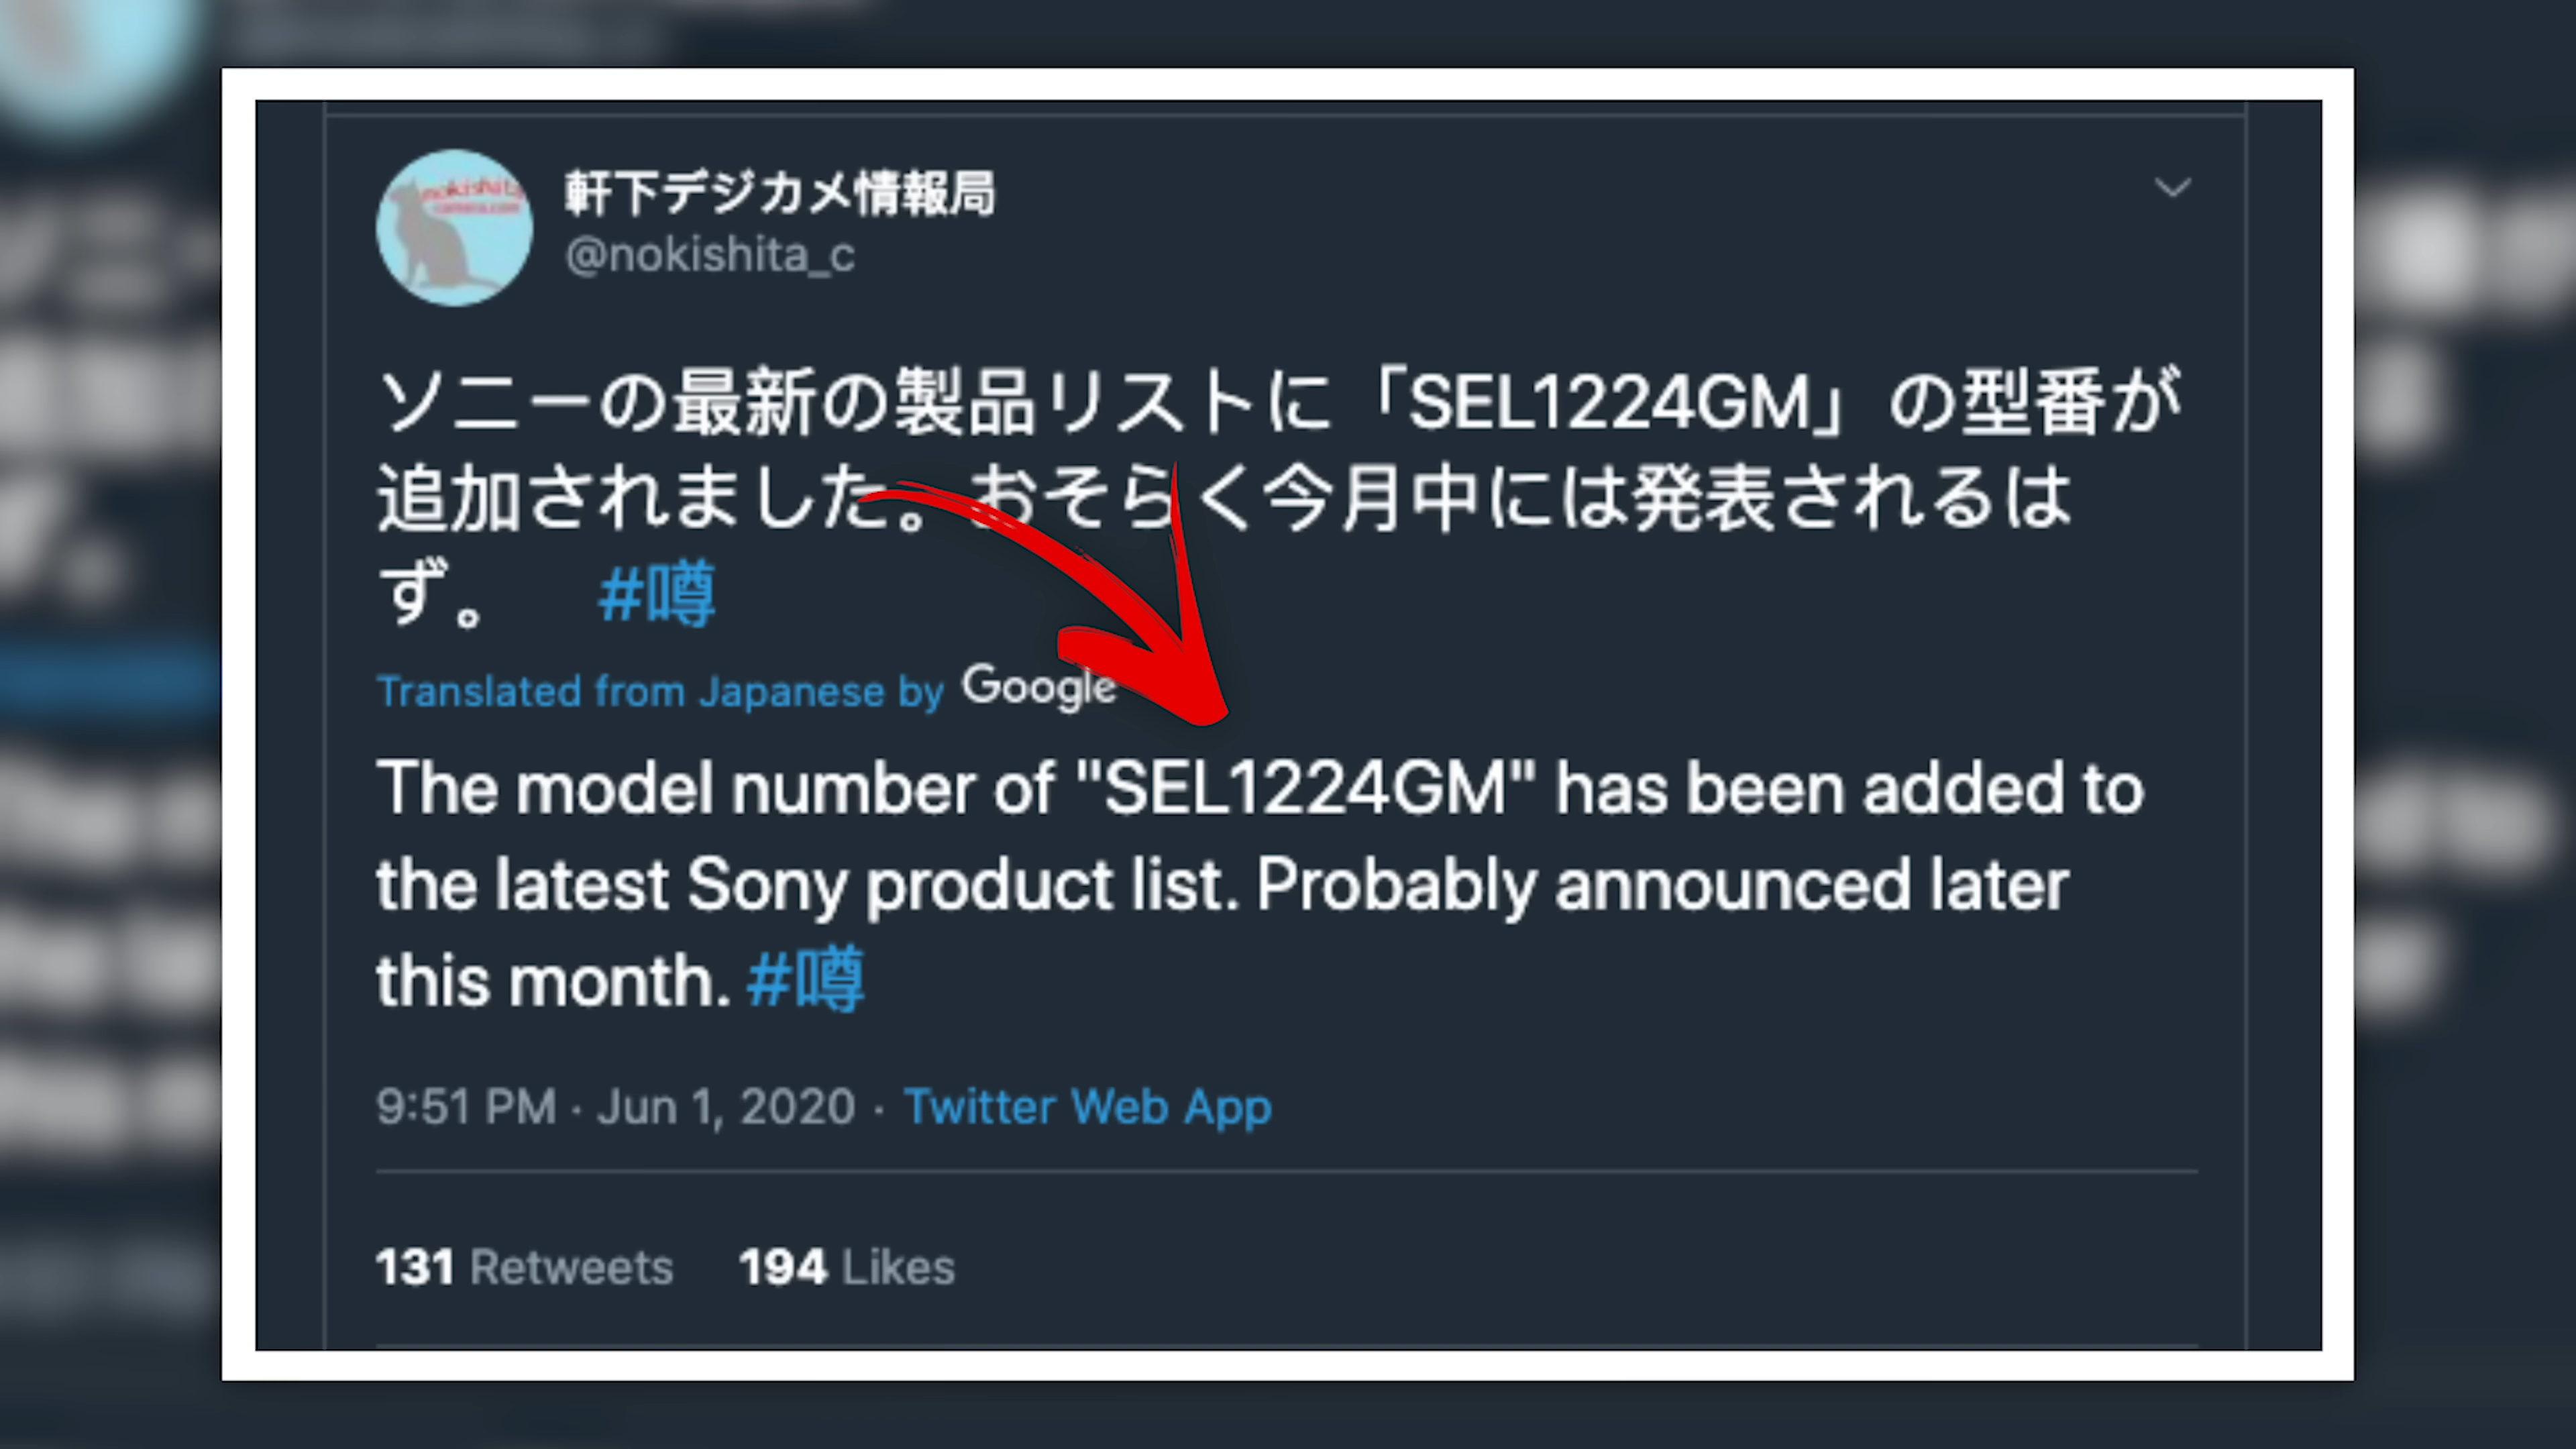 軒下デジカメ情報局
@nokishita_c
ソニーの最新の製品リストに「SEL1224GM」の型番が
追加されました。おそらく今月中には発表されるは
ず。 #噂
Translated from Japanese by Google
The model number of "SEL1224GM" has been added to
the latest Sony product list. Probably announced later
this month. #噂
9:51 PM · Jun 1, 2020 · Twitter Web App
131 Retweets 194 Likes